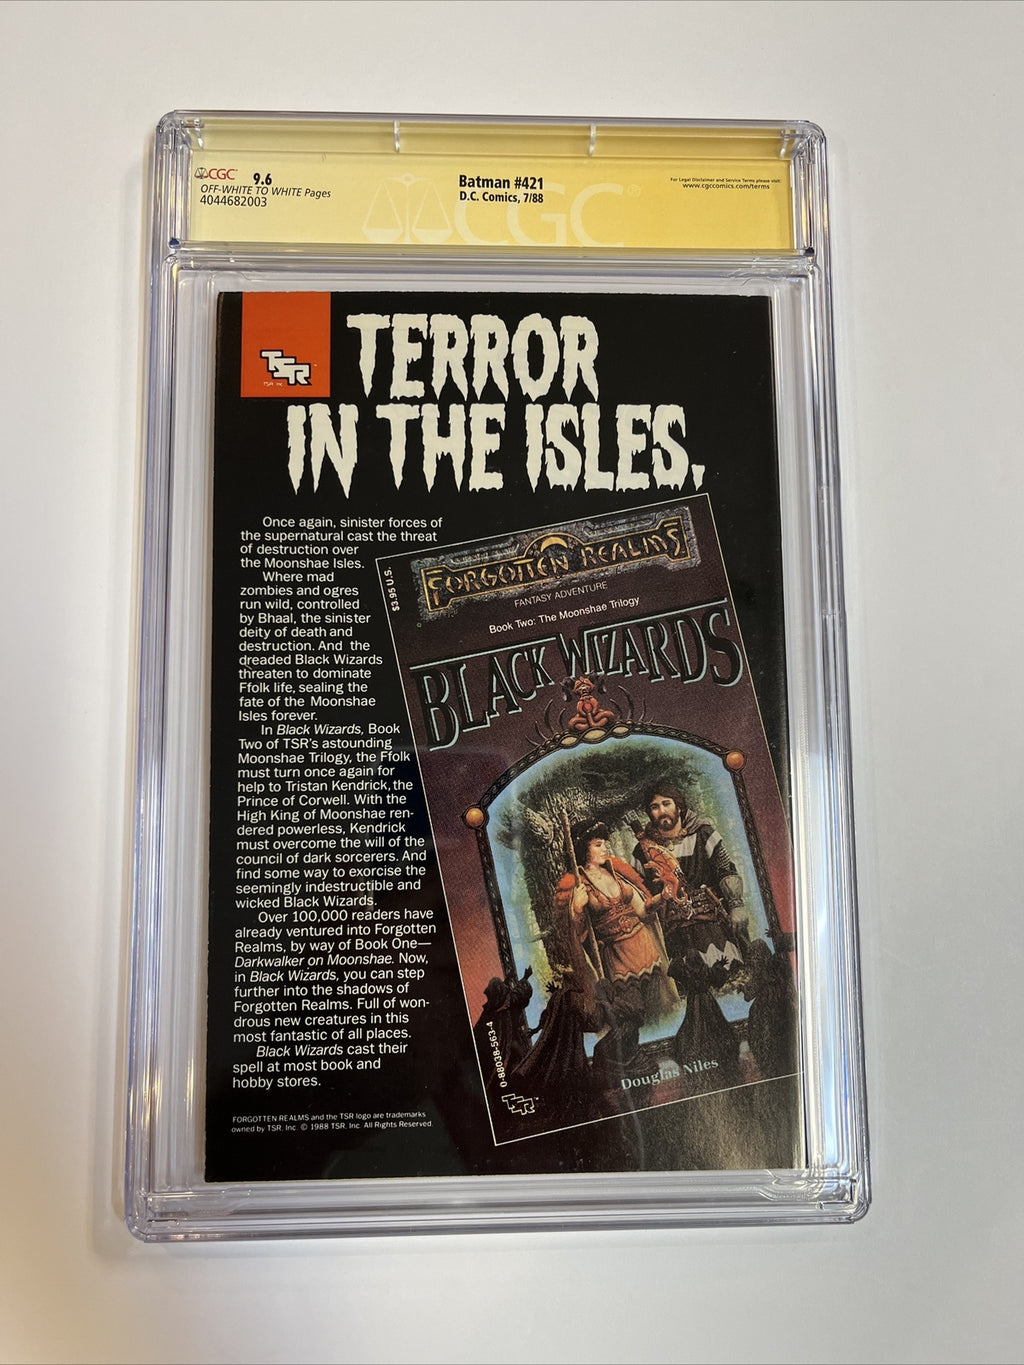 CGC 9.6
OFF-WHITE TO WHITE Pages
4044682003
Batman #421
D.C. Comics, 7/88
For Legal Disclaimer and Service Terms please visit:
www.cgccomics.com/terms
CGC®
TSR™
TSR, INC.
TERROR
IN THE ISLES.
Once again, sinister forces of
the supernatural cast the threat
of destruction over
the Moonshae Isles.
Where mad
zombies and ogres
run wild, controlled
by Bhaal, the sinister
deity of death and
destruction. And the
dreaded Black Wizards
threaten to dominate
Ffolk life, sealing the
fate of the Moonshae
Isles forever.
In Black Wizards, Book
Two of TSR's astounding
Moonshae Trilogy, the Ffolk
must turn once again for
help to Tristan Kendrick, the
Prince of Corwell. With the
High King of Moonshae ren-
dered powerless, Kendrick
must overcome the will of the
council of dark sorcerers. And
find some way to exorcise the
seemingly indestructible and
wicked Black Wizards.
Over 100,000 readers have
already ventured into Forgotten
Realms, by way of Book One—
Darkwalker on Moonshae. Now,
in Black Wizards, you can step
further into the shadows of
Forgotten Realms. Full of won-
drous new creatures in this
most fantastic of all places.
Black Wizards cast their
spell at most book and
hobby stores.
FORGOTTEN REALMS and the TSR logo are trademarks
owned by TSR, Inc. © 1988 TSR, Inc. All Rights Reserved.
$3.95 U.S.
FORGOTTEN REALMS
FANTASY ADVENTURE
Book Two: The Moonshae Trilogy
BLACK WIZARDS
0-88038-563-4
TSR
Douglas Niles